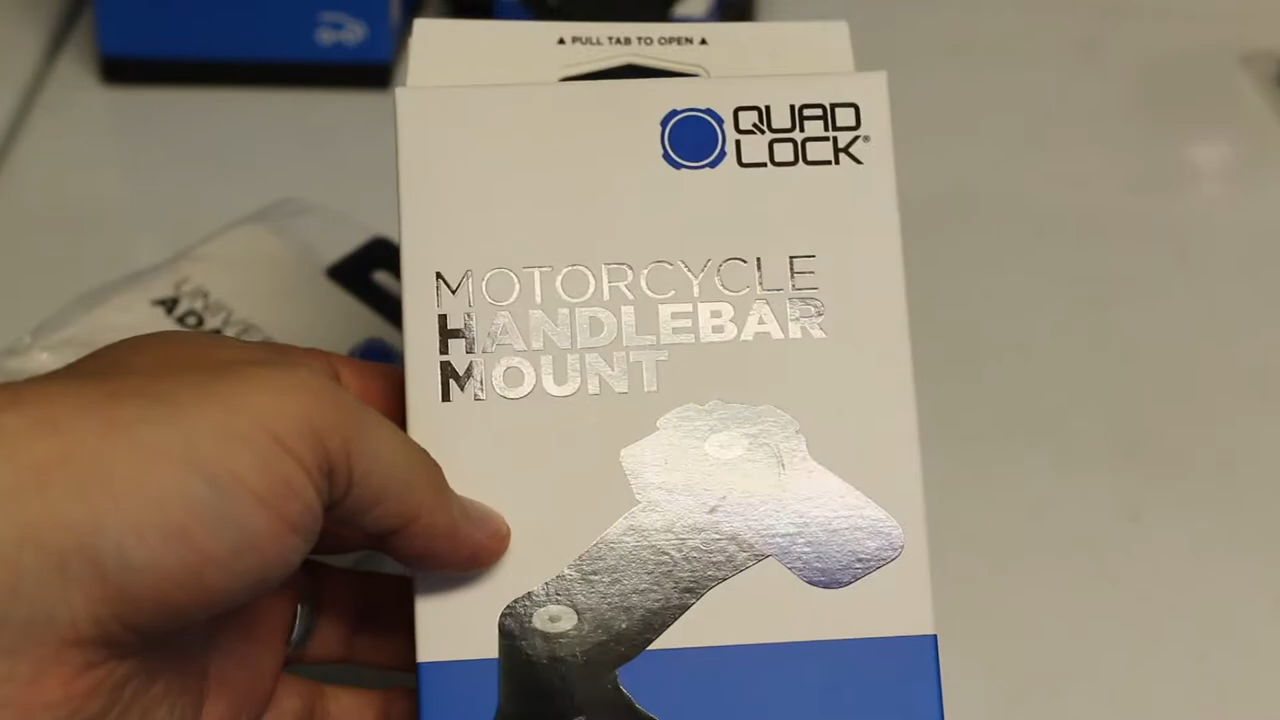 ▲ PULL TAB TO OPEN ▲
QUAD
LOCK®
MOTORCYCLE
HANDLEBAR
MOUNT